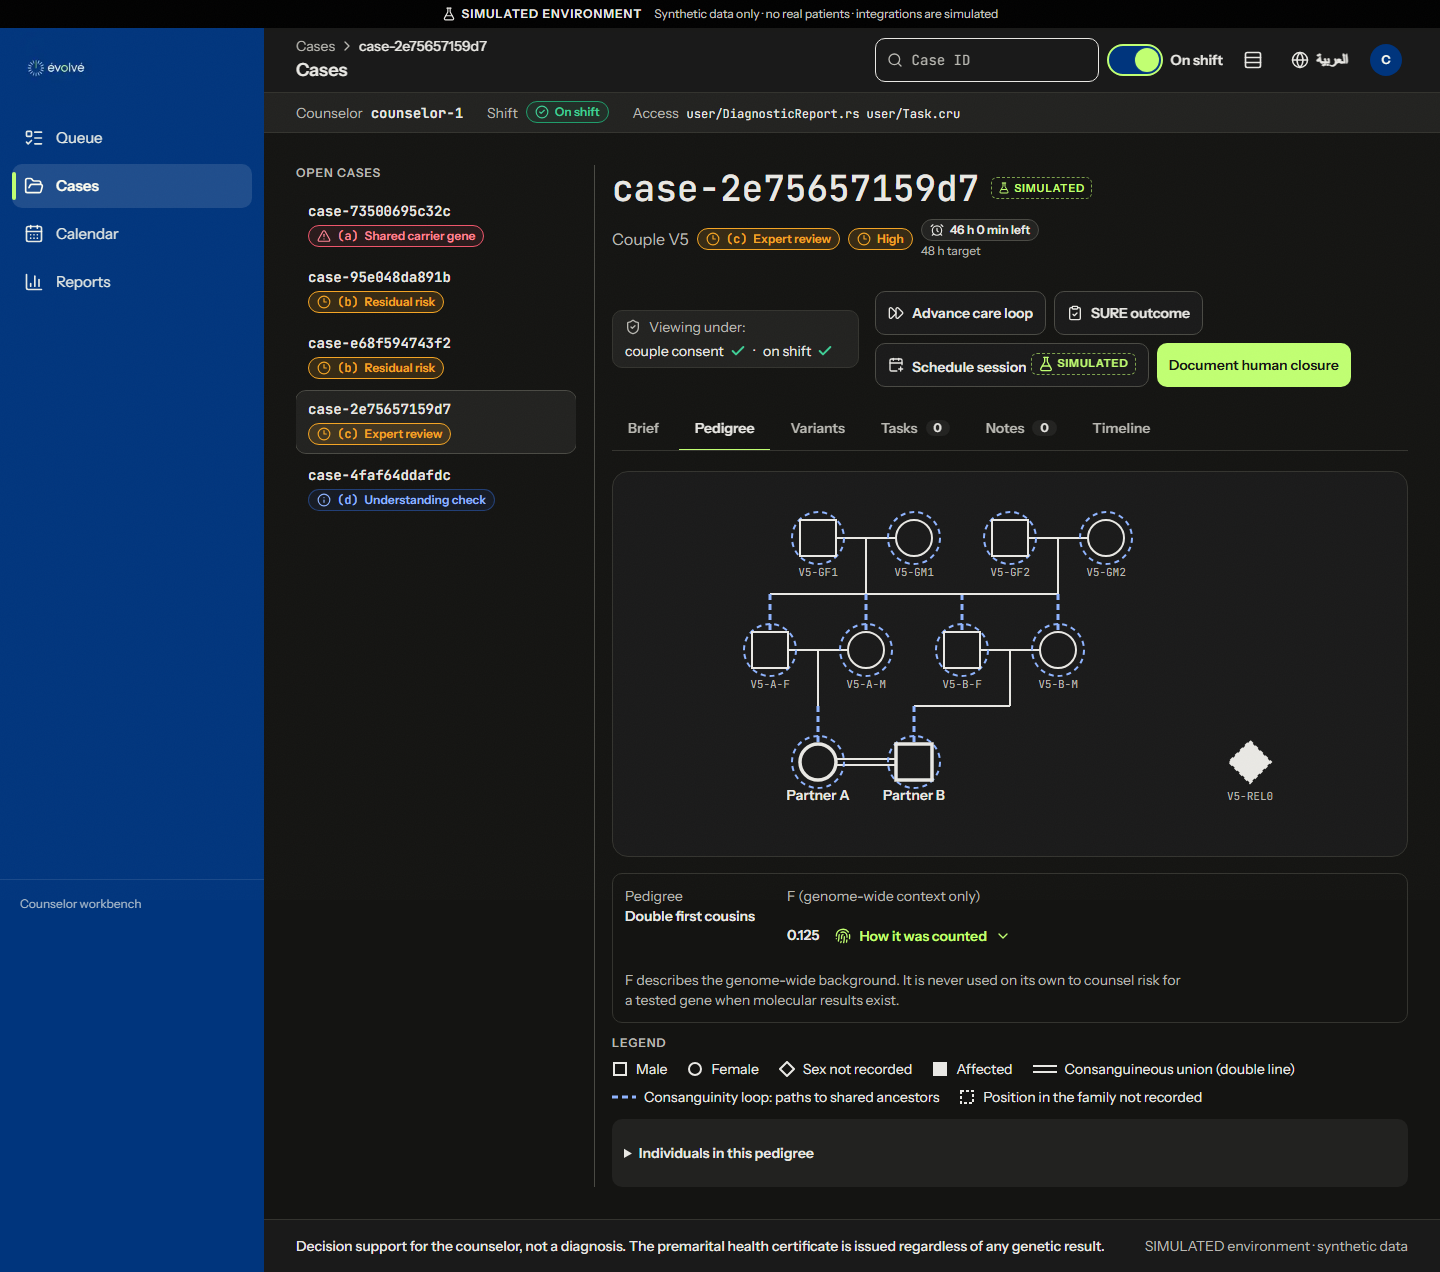 SIMULATED ENVIRONMENT Synthetic data only · no real patients · integrations are simulated
évolvé
Queue
Cases
Calendar
Reports
Counselor workbench
Cases > case-2e75657159d7
Cases
Case ID
On shift
العربية
C
Counselor counselor-1 Shift On shift Access user/DiagnosticReport.rs user/Task.cru
OPEN CASES
case-73500695c32c
(a) Shared carrier gene
case-95e048da891b
(b) Residual risk
case-e68f594743f2
(b) Residual risk
case-2e75657159d7
(c) Expert review
case-4faf64ddafdc
(d) Understanding check
case-2e75657159d7 SIMULATED
Couple V5 (c) Expert review High 46 h 0 min left
48 h target
Viewing under:
couple consent · on shift
Advance care loop
SURE outcome
Schedule session SIMULATED
Document human closure
Brief Pedigree Variants Tasks 0 Notes 0 Timeline
V5-GF1 V5-GM1 V5-GF2 V5-GM2
V5-A-F V5-A-M V5-B-F V5-B-M
Partner A Partner B V5-REL0
Pedigree
Double first cousins
F (genome-wide context only)
0.125 How it was counted
F describes the genome-wide background. It is never used on its own to counsel risk for
a tested gene when molecular results exist.
LEGEND
Male Female Sex not recorded Affected Consanguineous union (double line)
Consanguinity loop: paths to shared ancestors Position in the family not recorded
Individuals in this pedigree
Decision support for the counselor, not a diagnosis. The premarital health certificate is issued regardless of any genetic result. SIMULATED environment · synthetic data